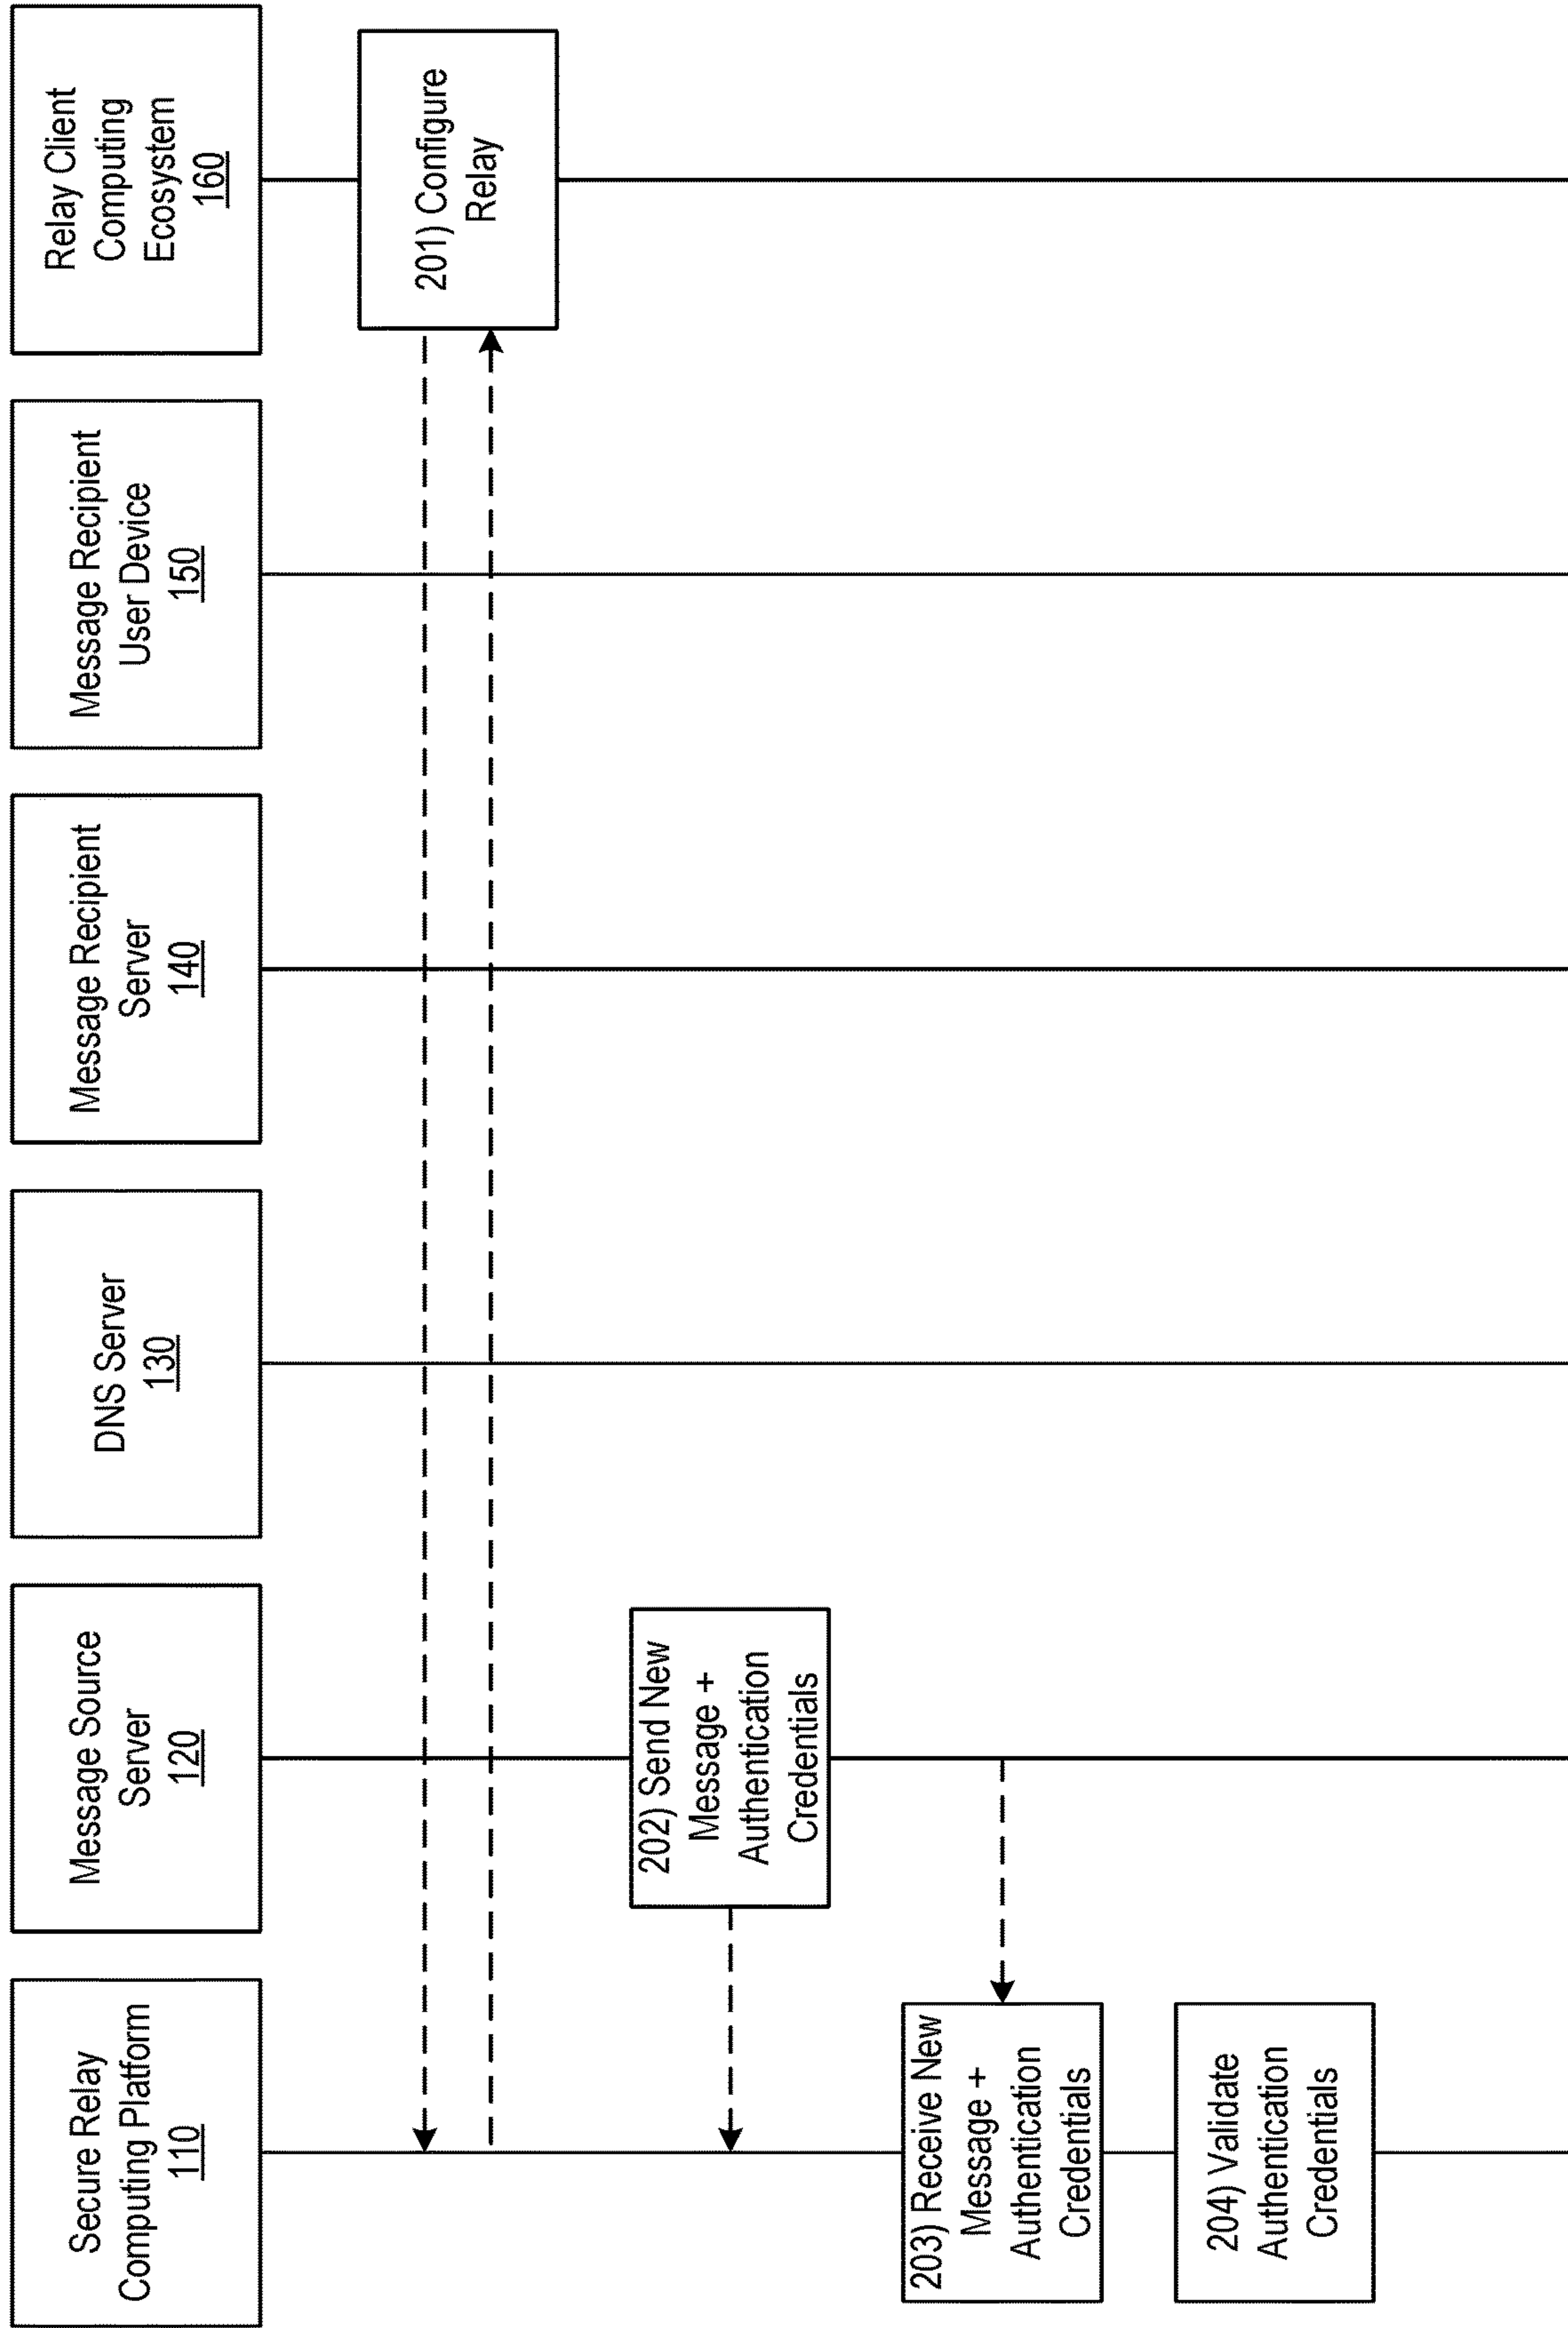 Secure Relay
Computing Platform
110
Message Source
Server
120
DNS Server
130
Message Recipient
Server
140
Message Recipient
User Device
150
Relay Client
Computing
Ecosystem
160
201) Configure
Relay
202) Send New
Message +
Authentication
Credentials
203) Receive New
Message +
Authentication
Credentials
204) Validate
Authentication
Credentials